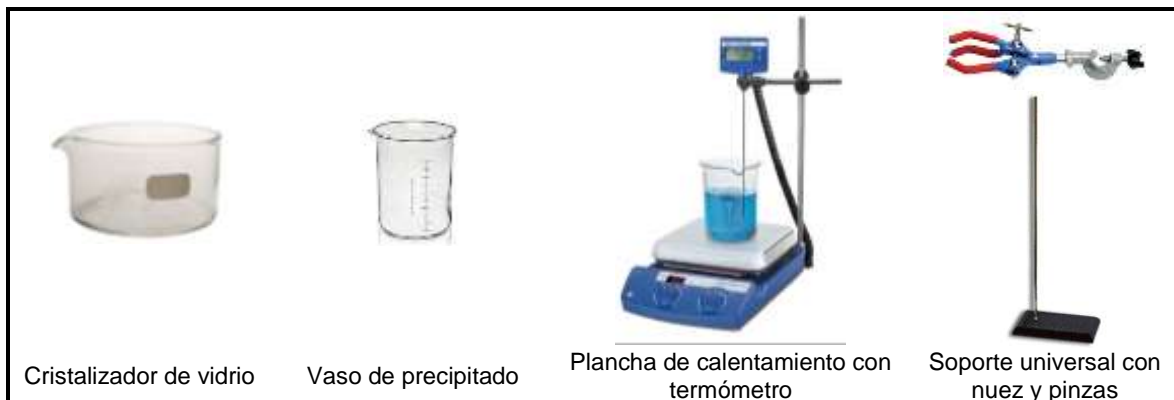 Cristalizador de vidrio
Vaso de precipitado
Plancha de calentamiento con
termómetro
Soporte universal con
nuez y pinzas